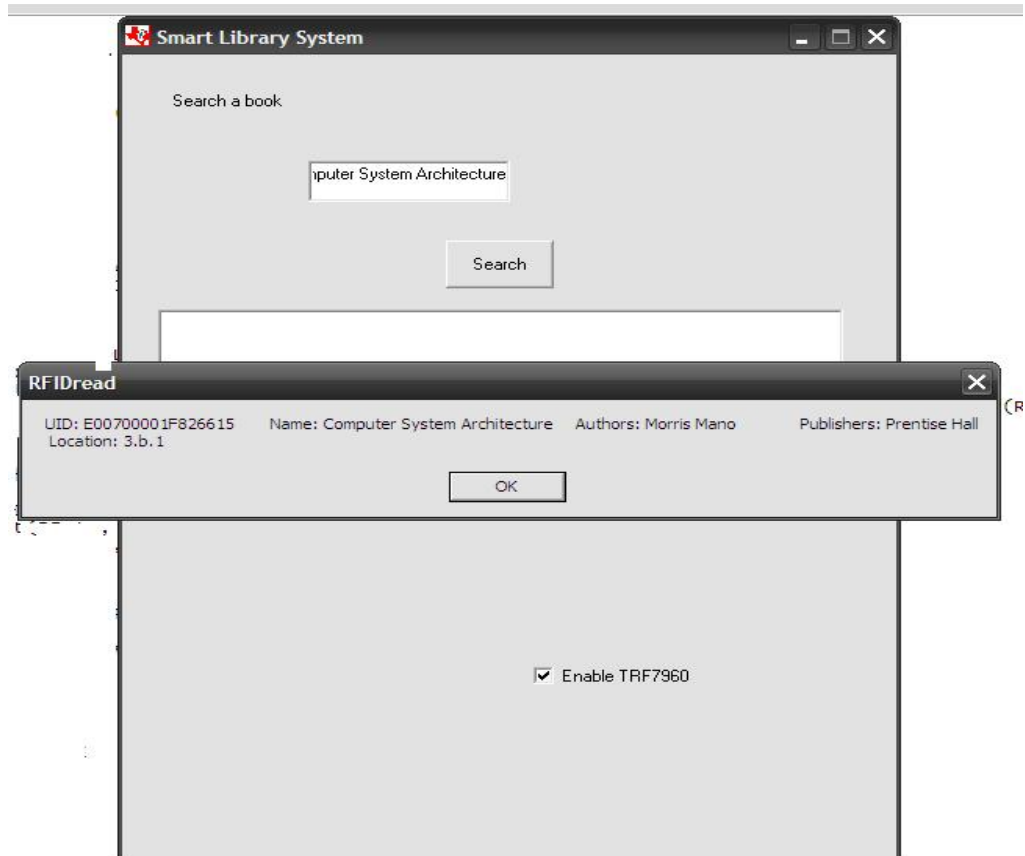 Smart Library System
Search a book
nputer System Architecture
Search
RFIDread
UID: E00700001F826615 Name: Computer System Architecture Authors: Morris Mano Publishers: Prentise Hall
Location: 3.b.1
OK
Enable TRF7960